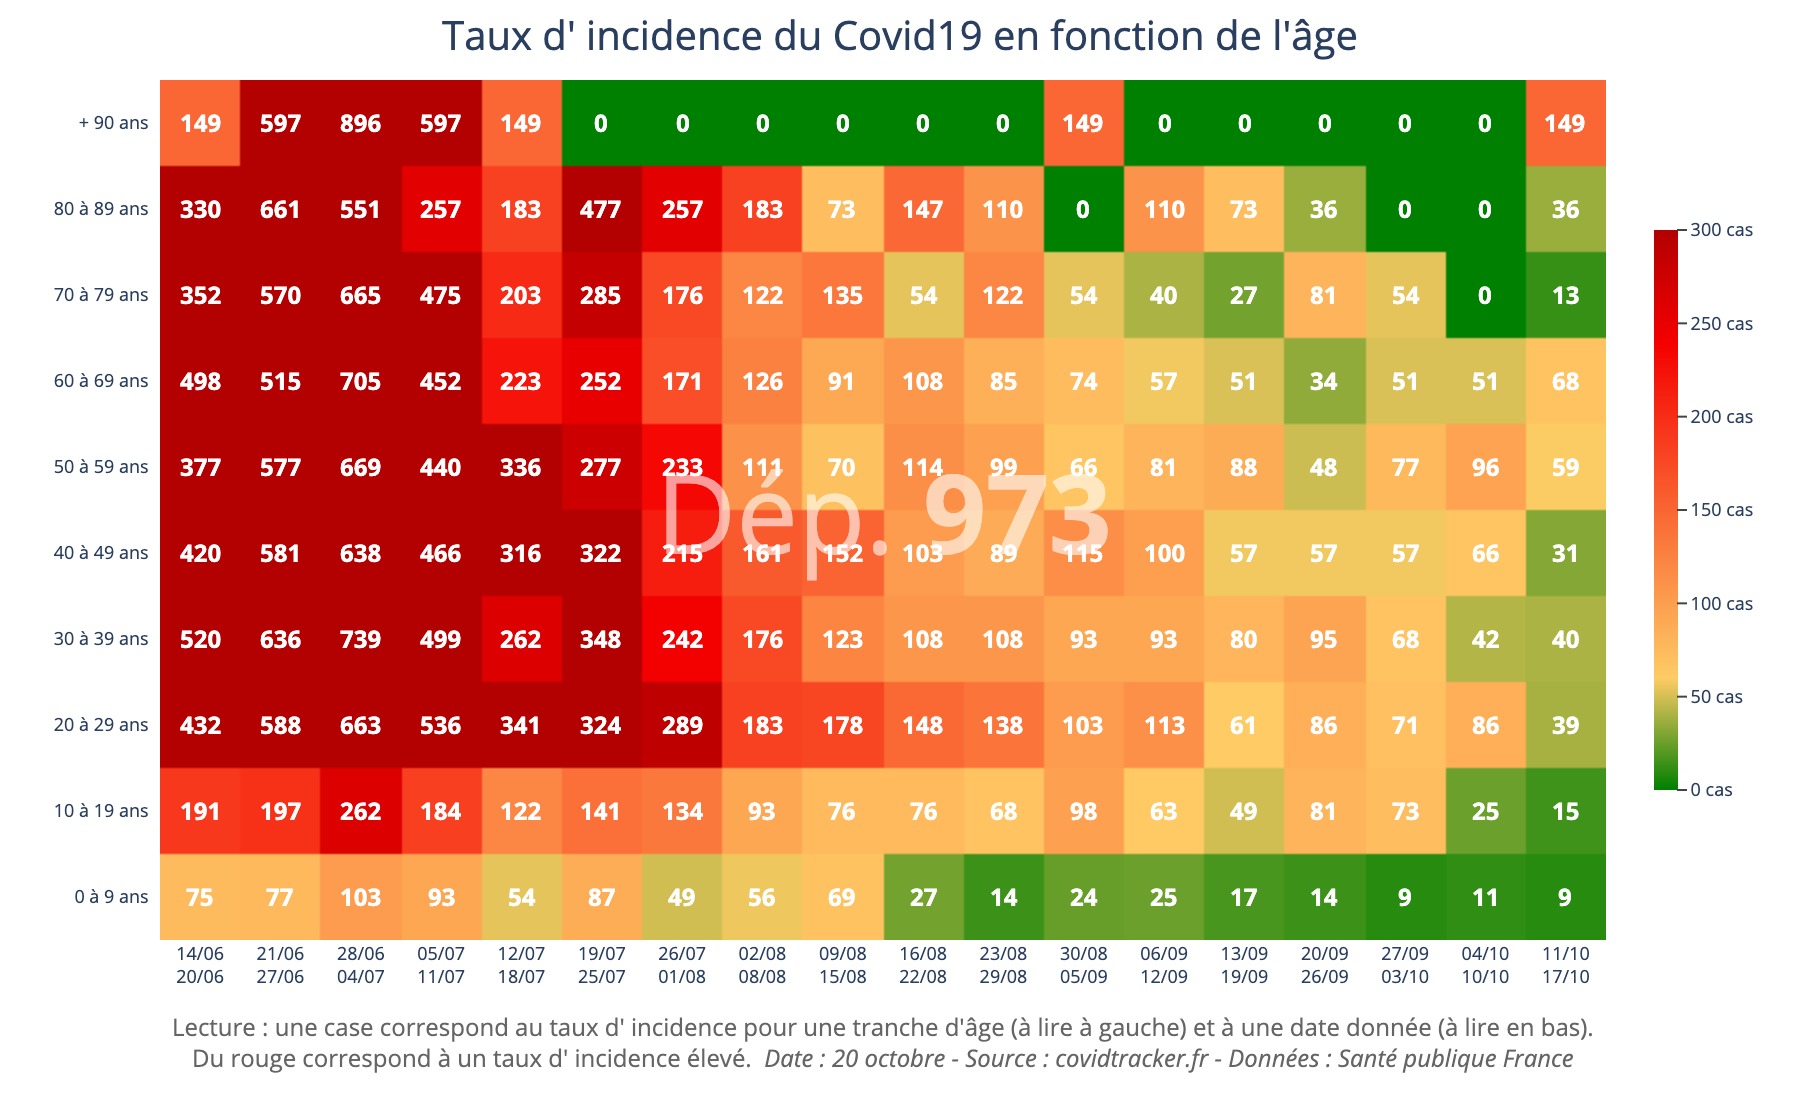 Taux d' incidence du Covid19 en fonction de l'âge
+ 90 ans 149 597 896 597 149 0 0 0 0 0 0 149 0 0 0 0 0 149
80 à 89 ans 330 661 551 257 183 477 257 183 73 147 110 0 110 73 36 0 0 36
70 à 79 ans 352 570 665 475 203 285 176 122 135 54 122 54 40 27 81 54 0 13
60 à 69 ans 498 515 705 452 223 252 171 126 91 108 85 74 57 51 34 51 51 68
50 à 59 ans 377 577 669 440 336 277 233 111 70 114 99 66 81 88 48 77 96 59
Dép. 973
40 à 49 ans 420 581 638 466 316 322 215 161 152 103 89 115 100 57 57 57 66 31
30 à 39 ans 520 636 739 499 262 348 242 176 123 108 108 93 93 80 95 68 42 40
20 à 29 ans 432 588 663 536 341 324 289 183 178 148 138 103 113 61 86 71 86 39
10 à 19 ans 191 197 262 184 122 141 134 93 76 76 68 98 63 49 81 73 25 15
0 à 9 ans 75 77 103 93 54 87 49 56 69 27 14 24 25 17 14 9 11 9
14/06 21/06 28/06 05/07 12/07 19/07 26/07 02/08 09/08 16/08 23/08 30/08 06/09 13/09 20/09 27/09 04/10 11/10
20/06 27/06 04/07 11/07 18/07 25/07 01/08 08/08 15/08 22/08 29/08 05/09 12/09 19/09 26/09 03/10 10/10 17/10
300 cas
250 cas
200 cas
150 cas
100 cas
50 cas
0 cas
Lecture : une case correspond au taux d' incidence pour une tranche d'âge (à lire à gauche) et à une date donnée (à lire en bas).
Du rouge correspond à un taux d' incidence élevé. Date : 20 octobre - Source : covidtracker.fr - Données : Santé publique France